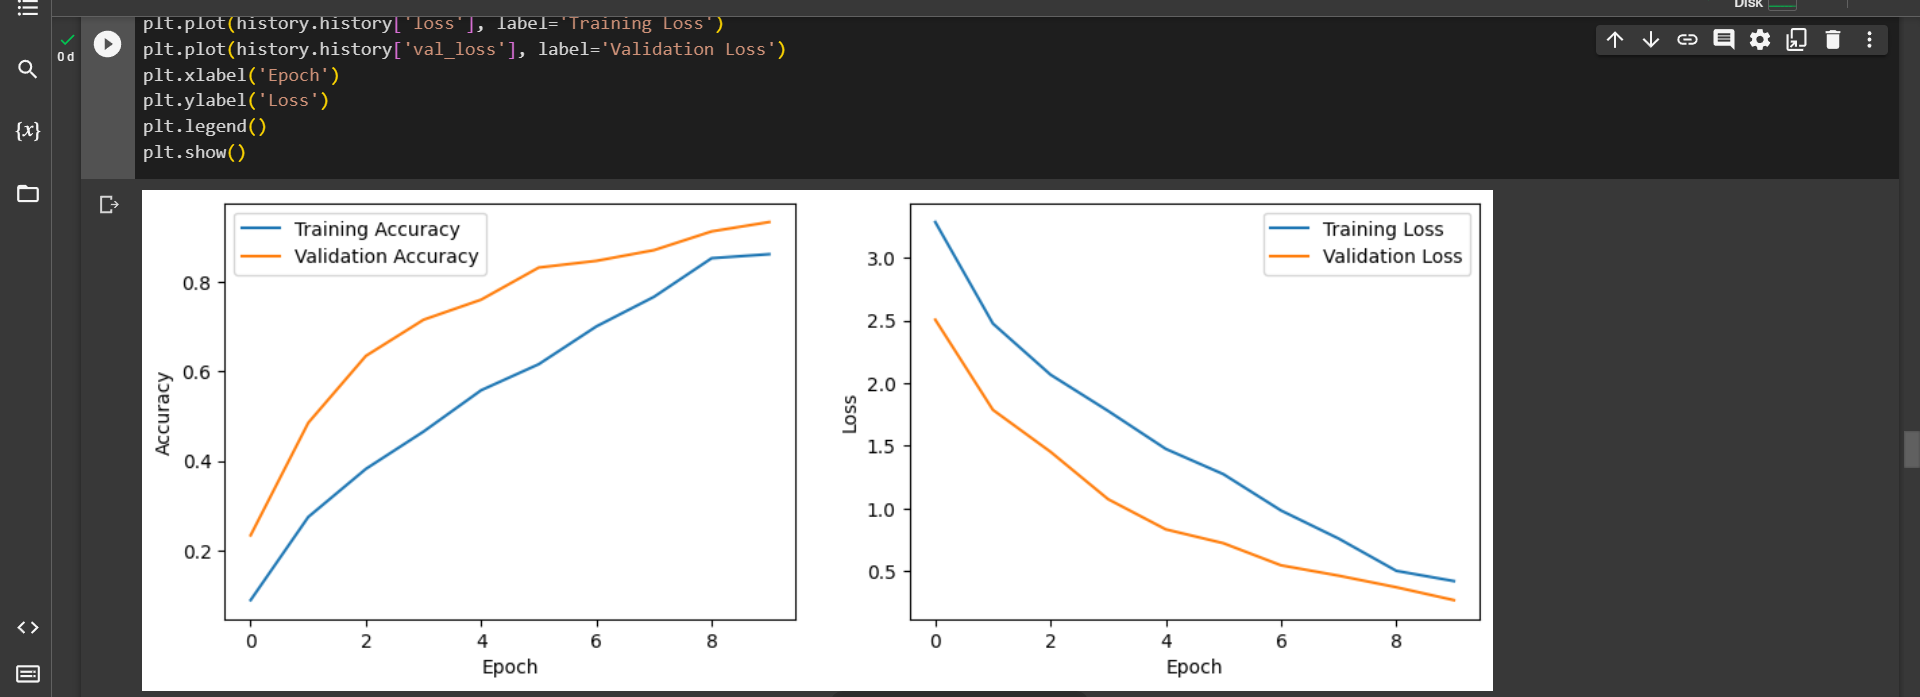 Disk
plt.plot(history.history['loss'], label='Training Loss')
plt.plot(history.history['val_loss'], label='Validation Loss')
0 d
plt.xlabel('Epoch')
plt.ylabel('Loss')
{x}
plt.legend()
plt.show()
Training Accuracy
Validation Accuracy
0.8
0.6
0.4
0.2
Accuracy
0 2 4 6 8
Epoch
Training Loss
Validation Loss
3.0
2.5
2.0
1.5
1.0
0.5
Loss
0 2 4 6 8
Epoch